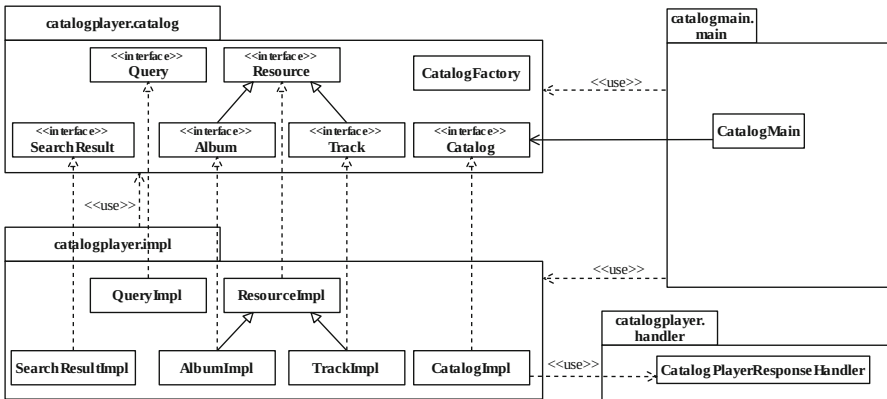 catalogplayer.catalog
<<interface>>
Query
<<interface>>
Resource
CatalogFactory
<<interface>>
SearchResult
<<interface>>
Album
<<interface>>
Track
<<interface>>
Catalog
catalogmain.
main
<<use>>
CatalogMain
<<use>>
catalogplayer.impl
<<use>>
QueryImpl
ResourceImpl
SearchResultImpl
AlbumImpl
TrackImpl
CatalogImpl
catalogplayer.
handler
<<use>>
CatalogPlayerResponseHandler